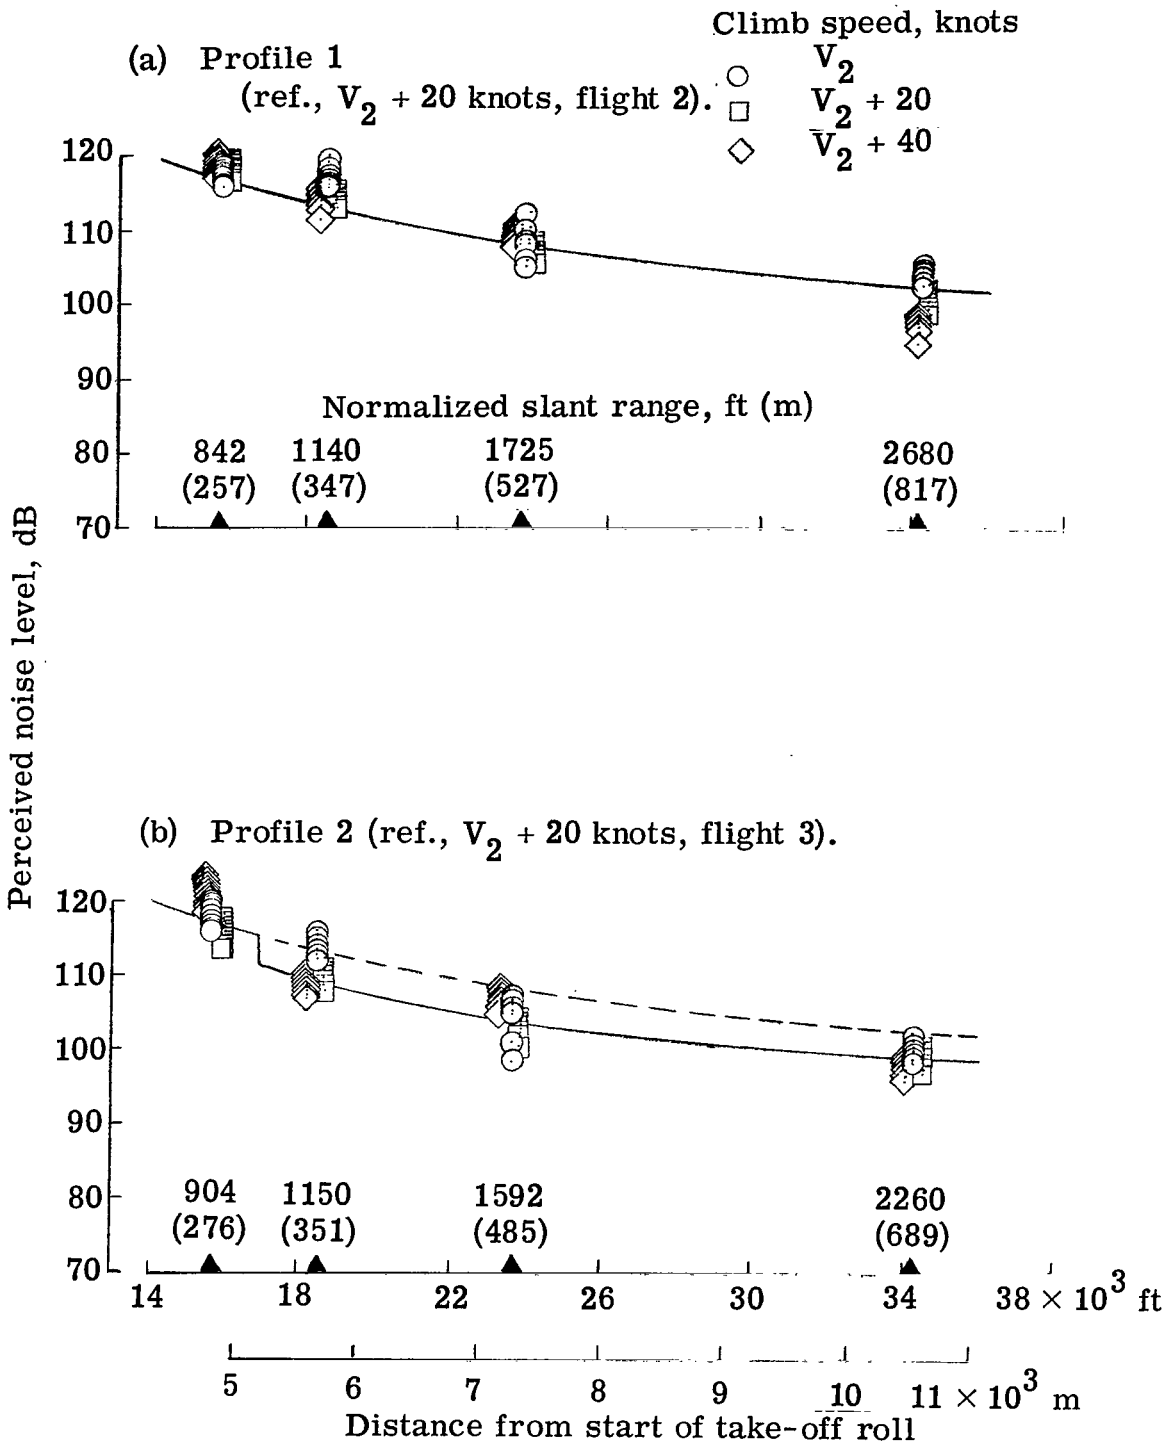 Climb speed, knots
(a) Profile 1
V2
(ref., V2 + 20 knots, flight 2).
V2 + 20
V2 + 40
120
110
100
90
Normalized slant range, ft (m)
80
842 1140 1725 2680
(257) (347) (527) (817)
70
Perceived noise level, dB
(b) Profile 2 (ref., V2 + 20 knots, flight 3).
120
110
100
90
80
904 1150 1592 2260
(276) (351) (485) (689)
70
14 18 22 26 30 34 38 × 10³ ft
5 6 7 8 9 10 11 × 10³ m
Distance from start of take-off roll